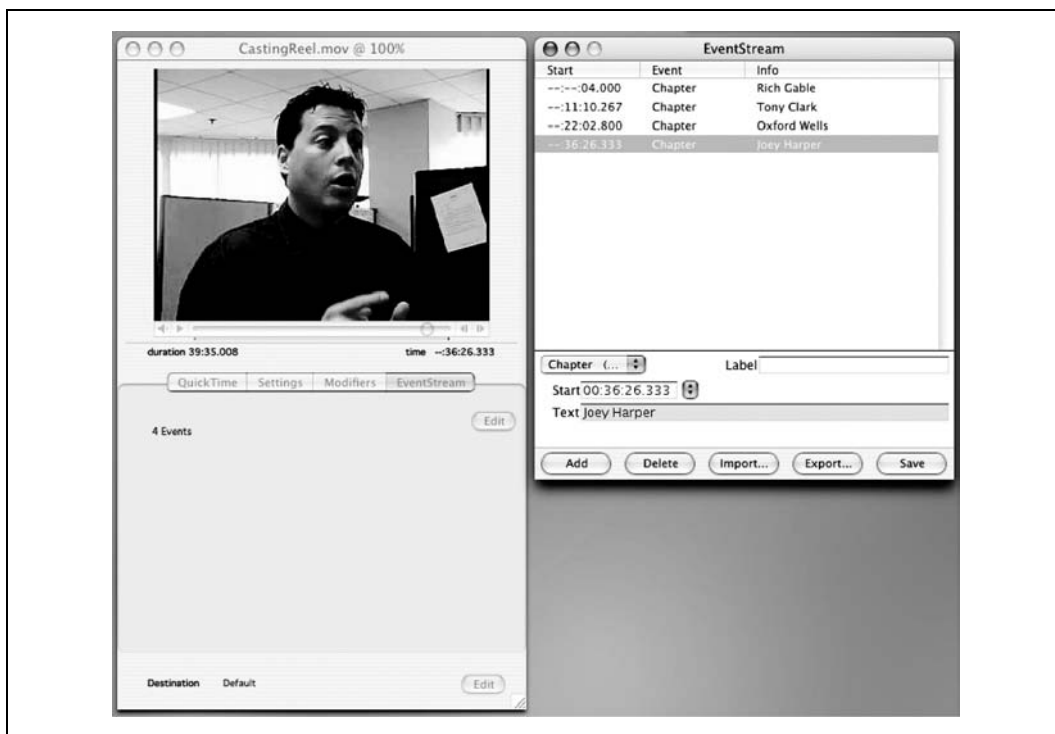 CastingReel.mov @ 100%
duration 39:35.008
time --:36:26.333
QuickTime Settings Modifiers EventStream
4 Events
Edit
Destination Default
Edit
EventStream
Start Event Info
--:--:04.000 Chapter Rich Gable
--:11:10.267 Chapter Tony Clark
--:22:02.800 Chapter Oxford Wells
--:36:26.333 Chapter Joey Harper
Chapter (...
Label
Start 00:36:26.333
Text Joey Harper
Add Delete Import... Export... Save